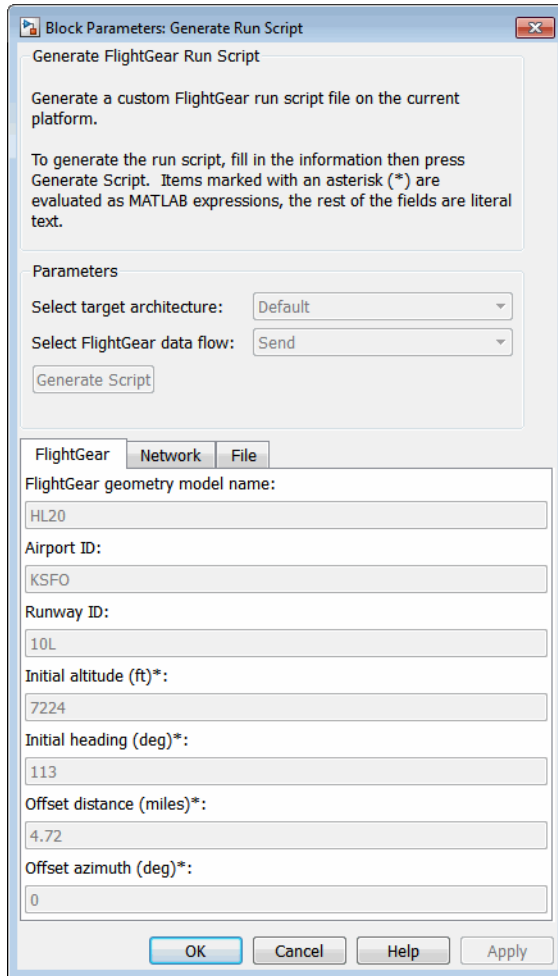 Block Parameters: Generate Run Script
Generate FlightGear Run Script
Generate a custom FlightGear run script file on the current
platform.
To generate the run script, fill in the information then press
Generate Script.  Items marked with an asterisk (*) are
evaluated as MATLAB expressions, the rest of the fields are literal
text.
Parameters
Select target architecture: Default
Select FlightGear data flow: Send
Generate Script
FlightGear Network File
FlightGear geometry model name:
HL20
Airport ID:
KSFO
Runway ID:
10L
Initial altitude (ft)*:
7224
Initial heading (deg)*:
113
Offset distance (miles)*:
4.72
Offset azimuth (deg)*:
0
OK Cancel Help Apply